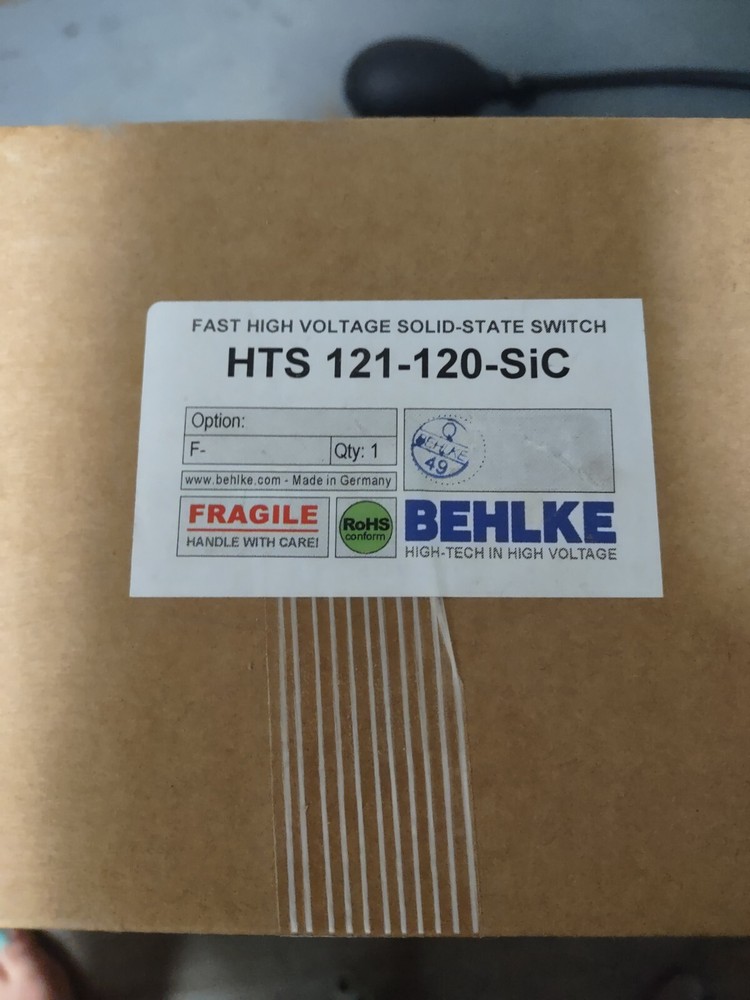 FAST HIGH VOLTAGE SOLID-STATE SWITCH
HTS 121-120-SiC
Option:
F-
Qty: 1
www.behlke.com - Made in Germany
FRAGILE
HANDLE WITH CARE!
RoHS
conform
Q
BEHLKE
49
BEHLKE
HIGH-TECH IN HIGH VOLTAGE